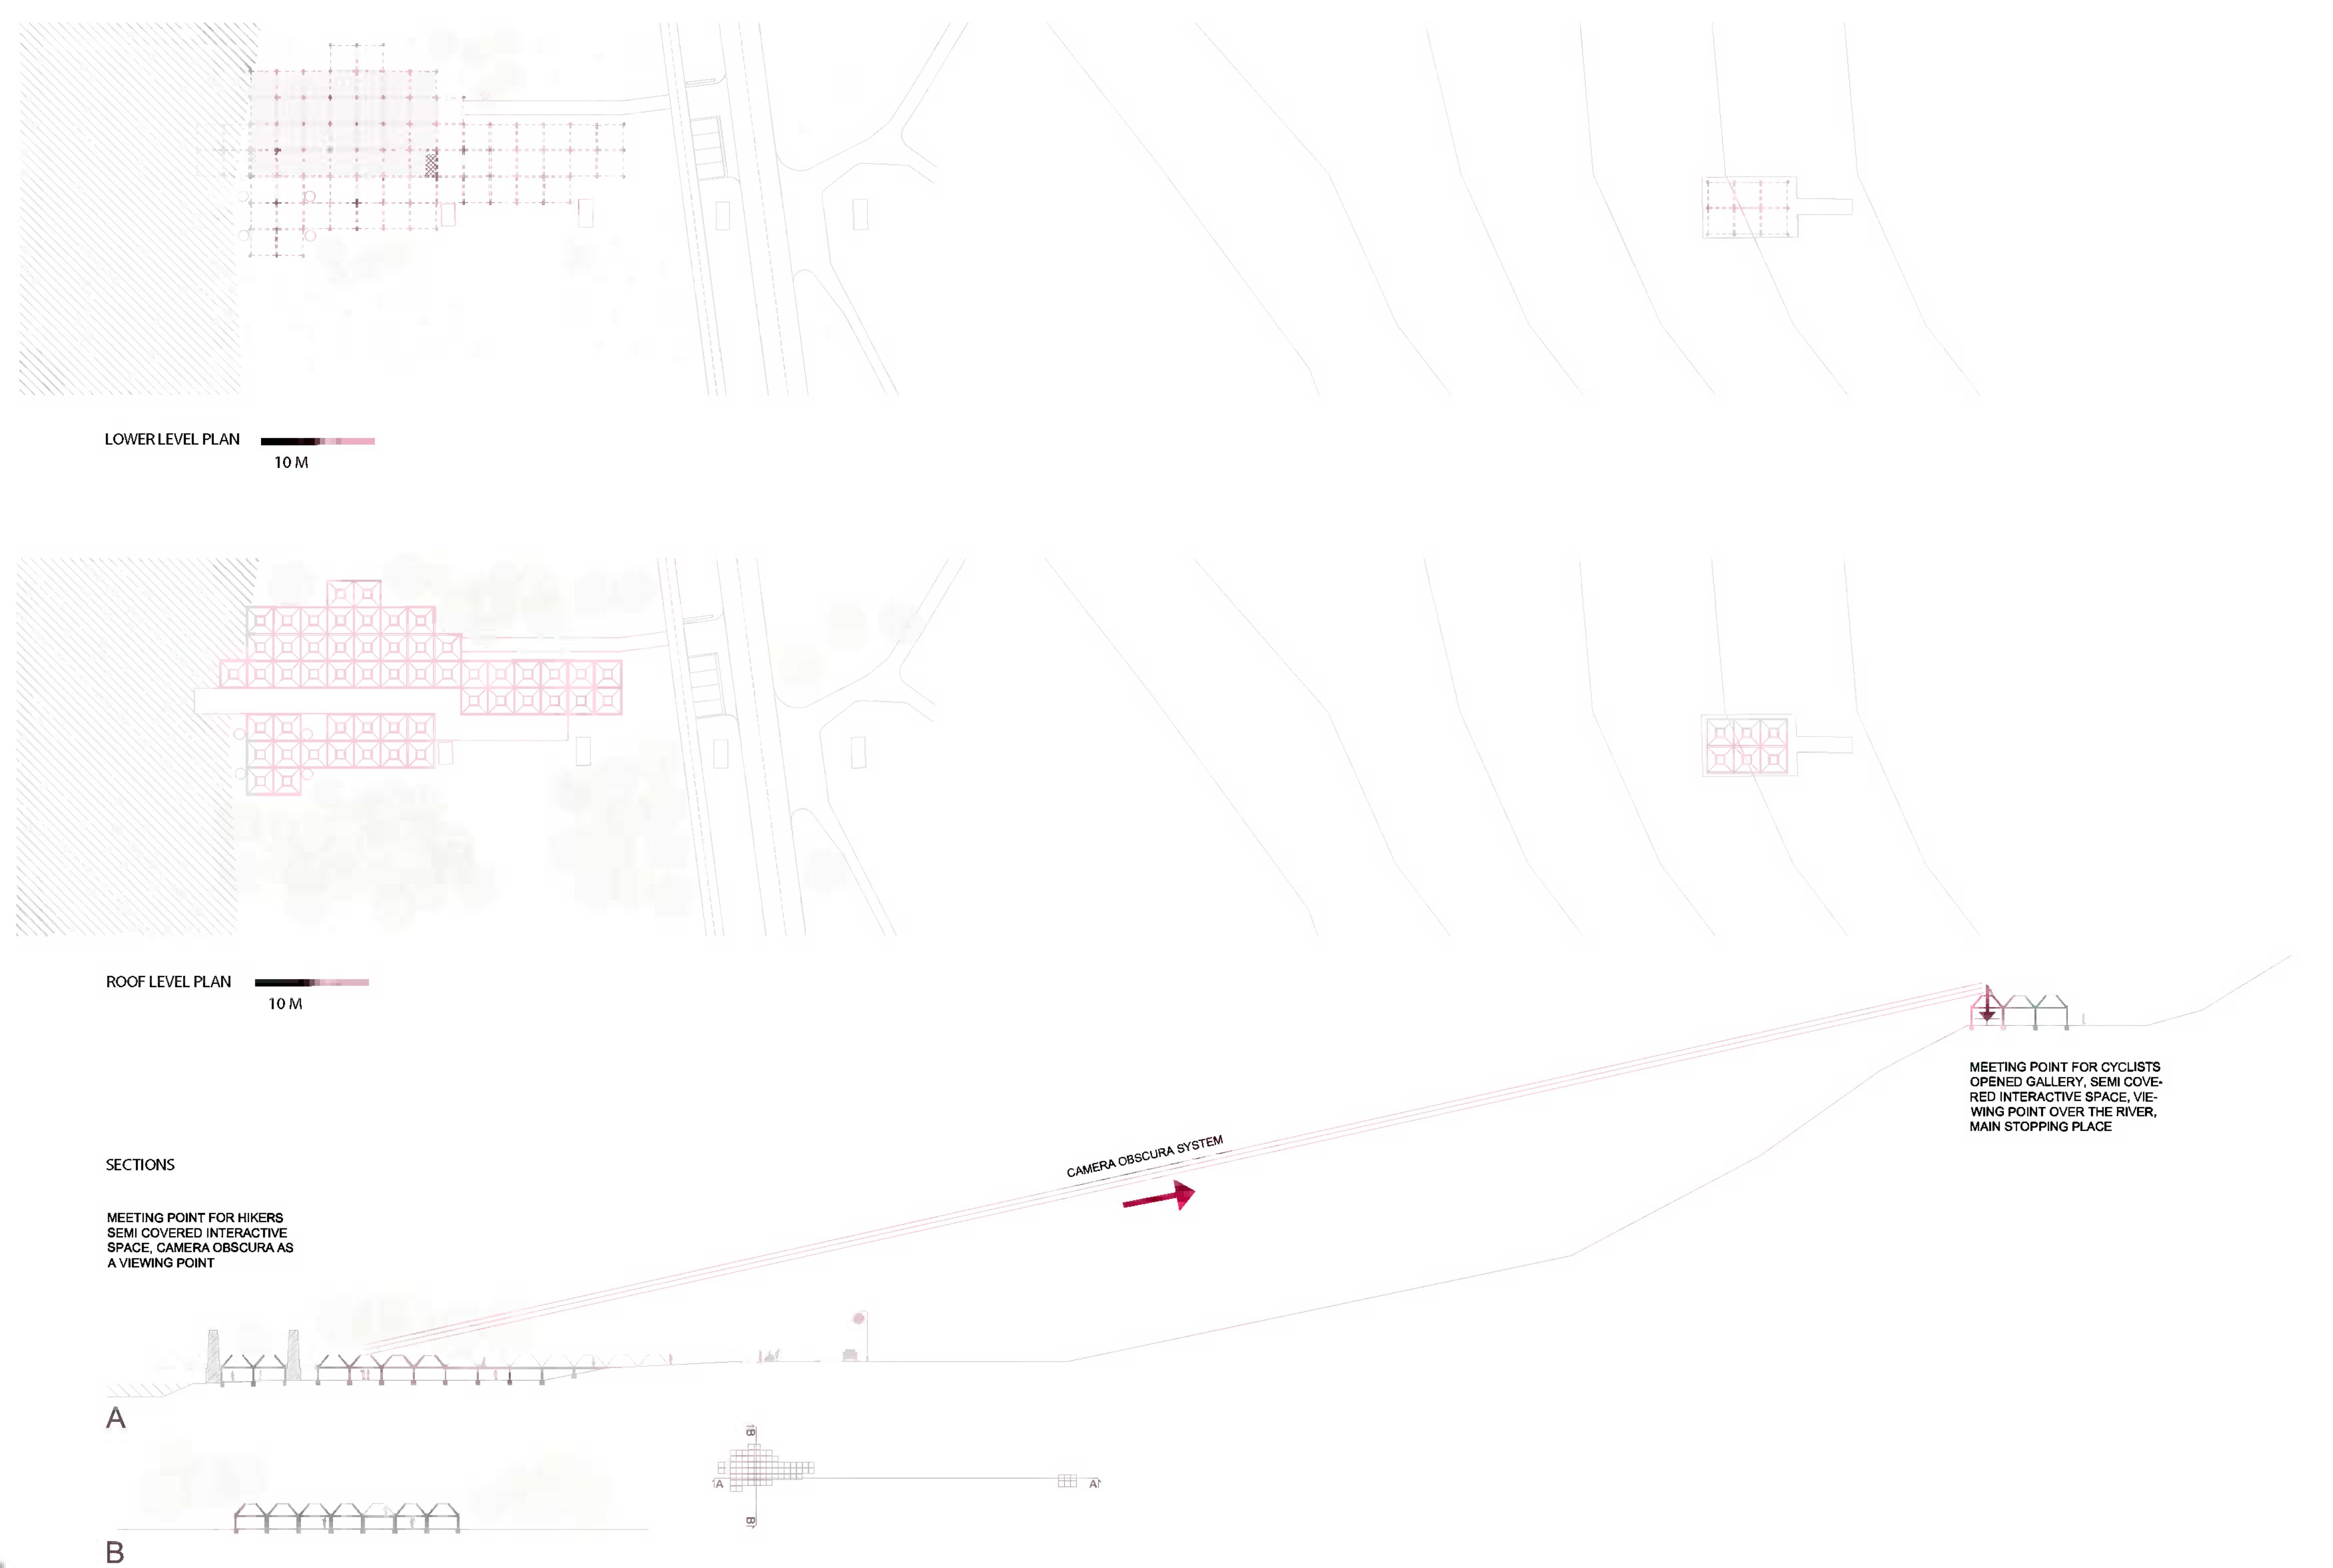 LOWER LEVEL PLAN
10 M
ROOF LEVEL PLAN
10 M
MEETING POINT FOR CYCLISTS
OPENED GALLERY, SEMI COVE-
RED INTERACTIVE SPACE, VIE-
WING POINT OVER THE RIVER,
MAIN STOPPING PLACE
CAMERA OBSCURA SYSTEM
SECTIONS
MEETING POINT FOR HIKERS
SEMI COVERED INTERACTIVE
SPACE, CAMERA OBSCURA AS
A VIEWING POINT
A
B